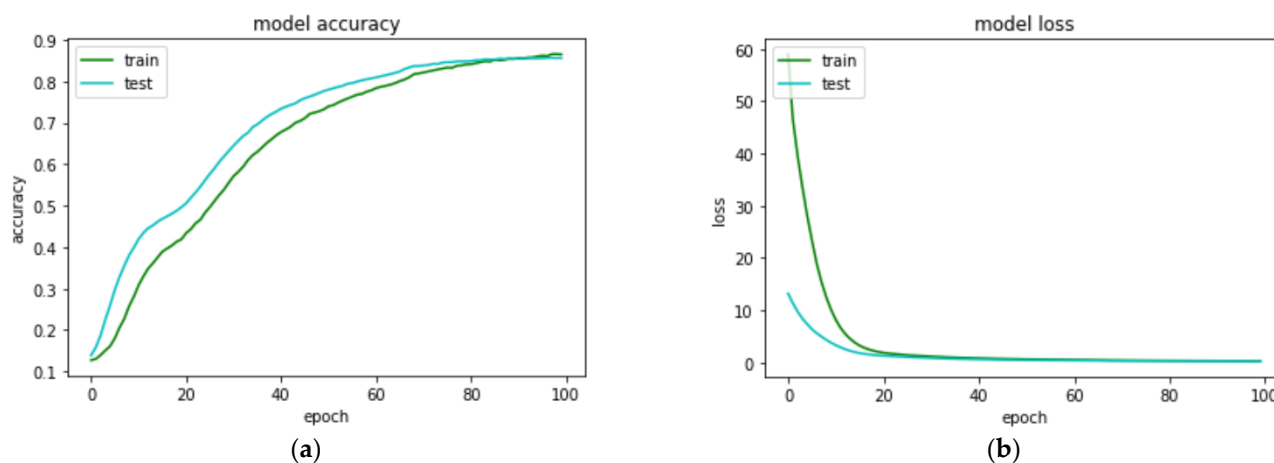 model accuracy
train
test
0.9
0.8
0.7
0.6
0.5
0.4
0.3
0.2
0.1
accuracy
0 20 40 60 80 100
epoch
(a)
model loss
train
test
60
50
40
30
20
10
0
loss
0 20 40 60 80 100
epoch
(b)